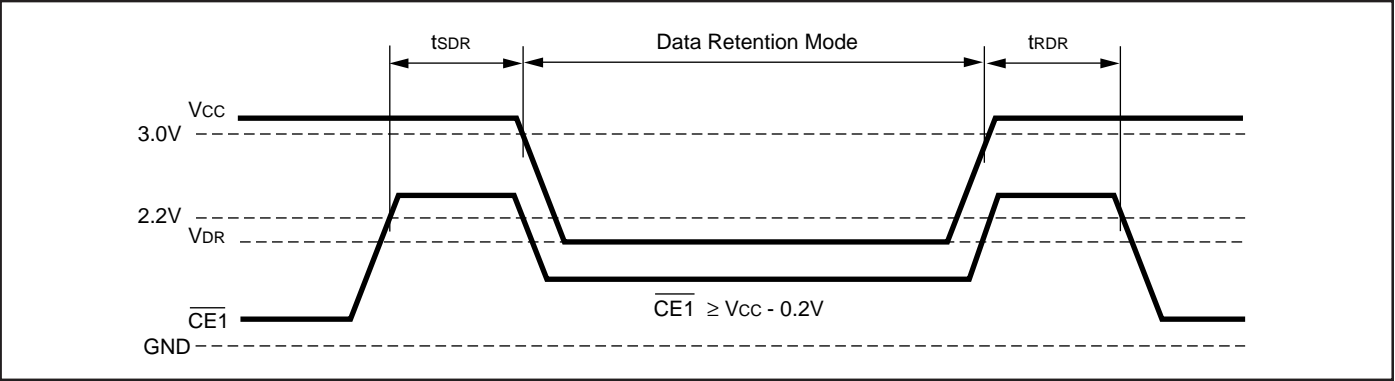 tSDR Data Retention Mode tRDR
VCC
3.0V
2.2V
VDR
CE1 ≥ VCC - 0.2V
CE1
GND